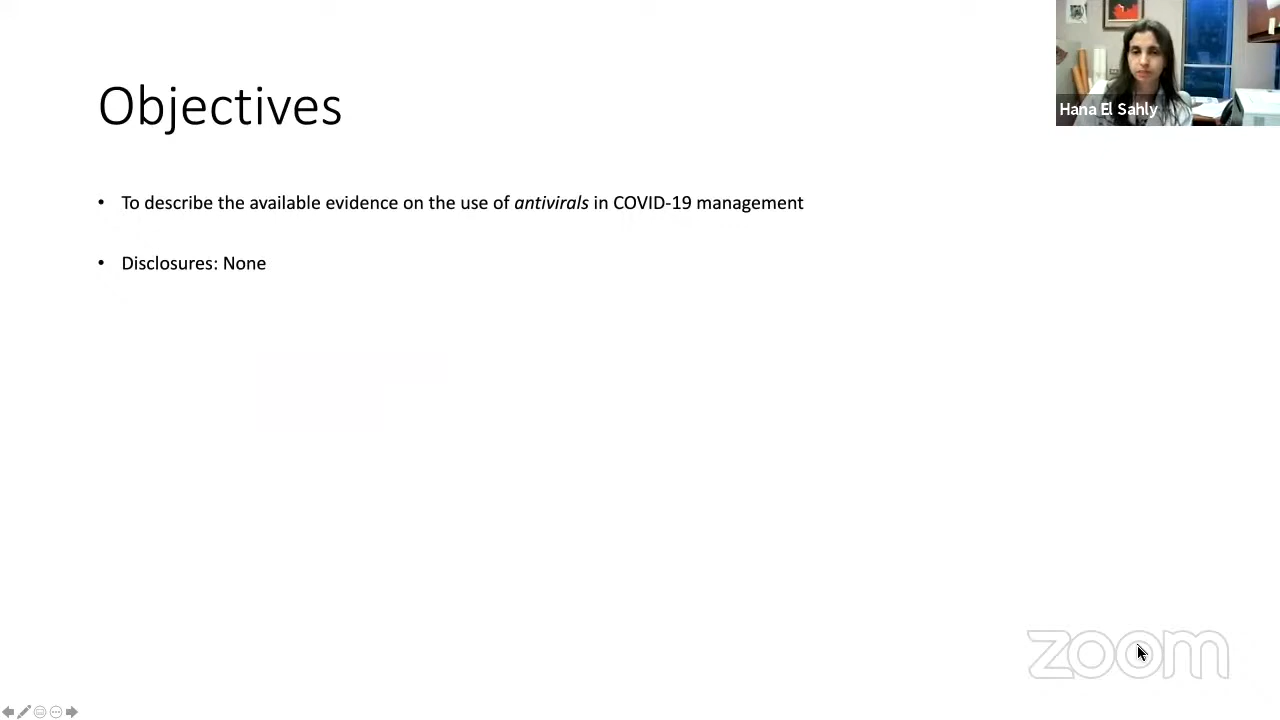 Objectives
Hana El Sahly
• To describe the available evidence on the use of antivirals in COVID-19 management
• Disclosures: None
zoom